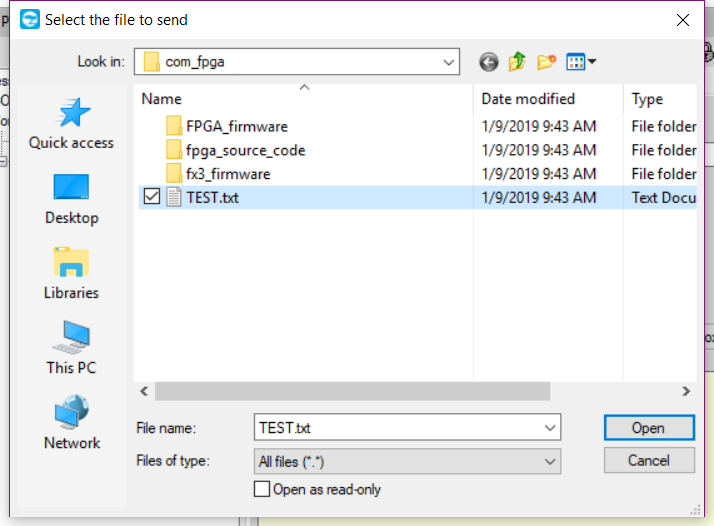 Select the file to send
Look in: com_fpga
Name Date modified Type
FPGA_firmware 1/9/2019 9:43 AM File folder
fpga_source_code 1/9/2019 9:43 AM File folder
fx3_firmware 1/9/2019 9:43 AM File folder
TEST.txt 1/9/2019 9:43 AM Text Docu
Quick access
Desktop
Libraries
This PC
Network
File name: TEST.txt Open
Files of type: All files (*.*) Cancel
Open as read-only